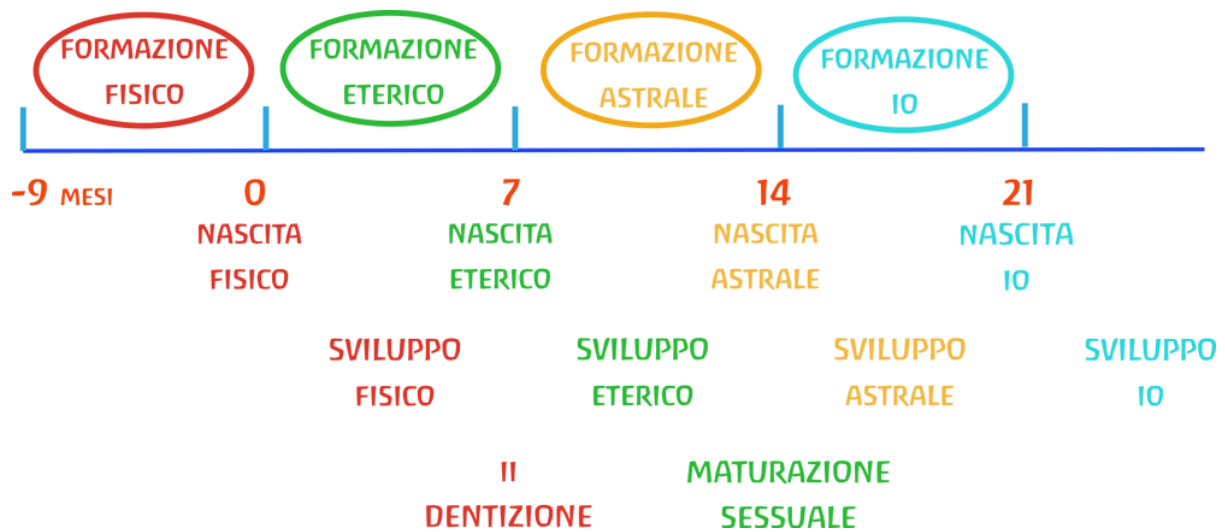 FORMAZIONE
FISICO
FORMAZIONE
ETERICO
FORMAZIONE
ASTRALE
FORMAZIONE
IO
-9 MESI
0
7
14
21
NASCITA
FISICO
NASCITA
ETERICO
NASCITA
ASTRALE
NASCITA
IO
SVILUPPO
FISICO
SVILUPPO
ETERICO
SVILUPPO
ASTRALE
SVILUPPO
IO
II
DENTIZIONE
MATURAZIONE
SESSUALE